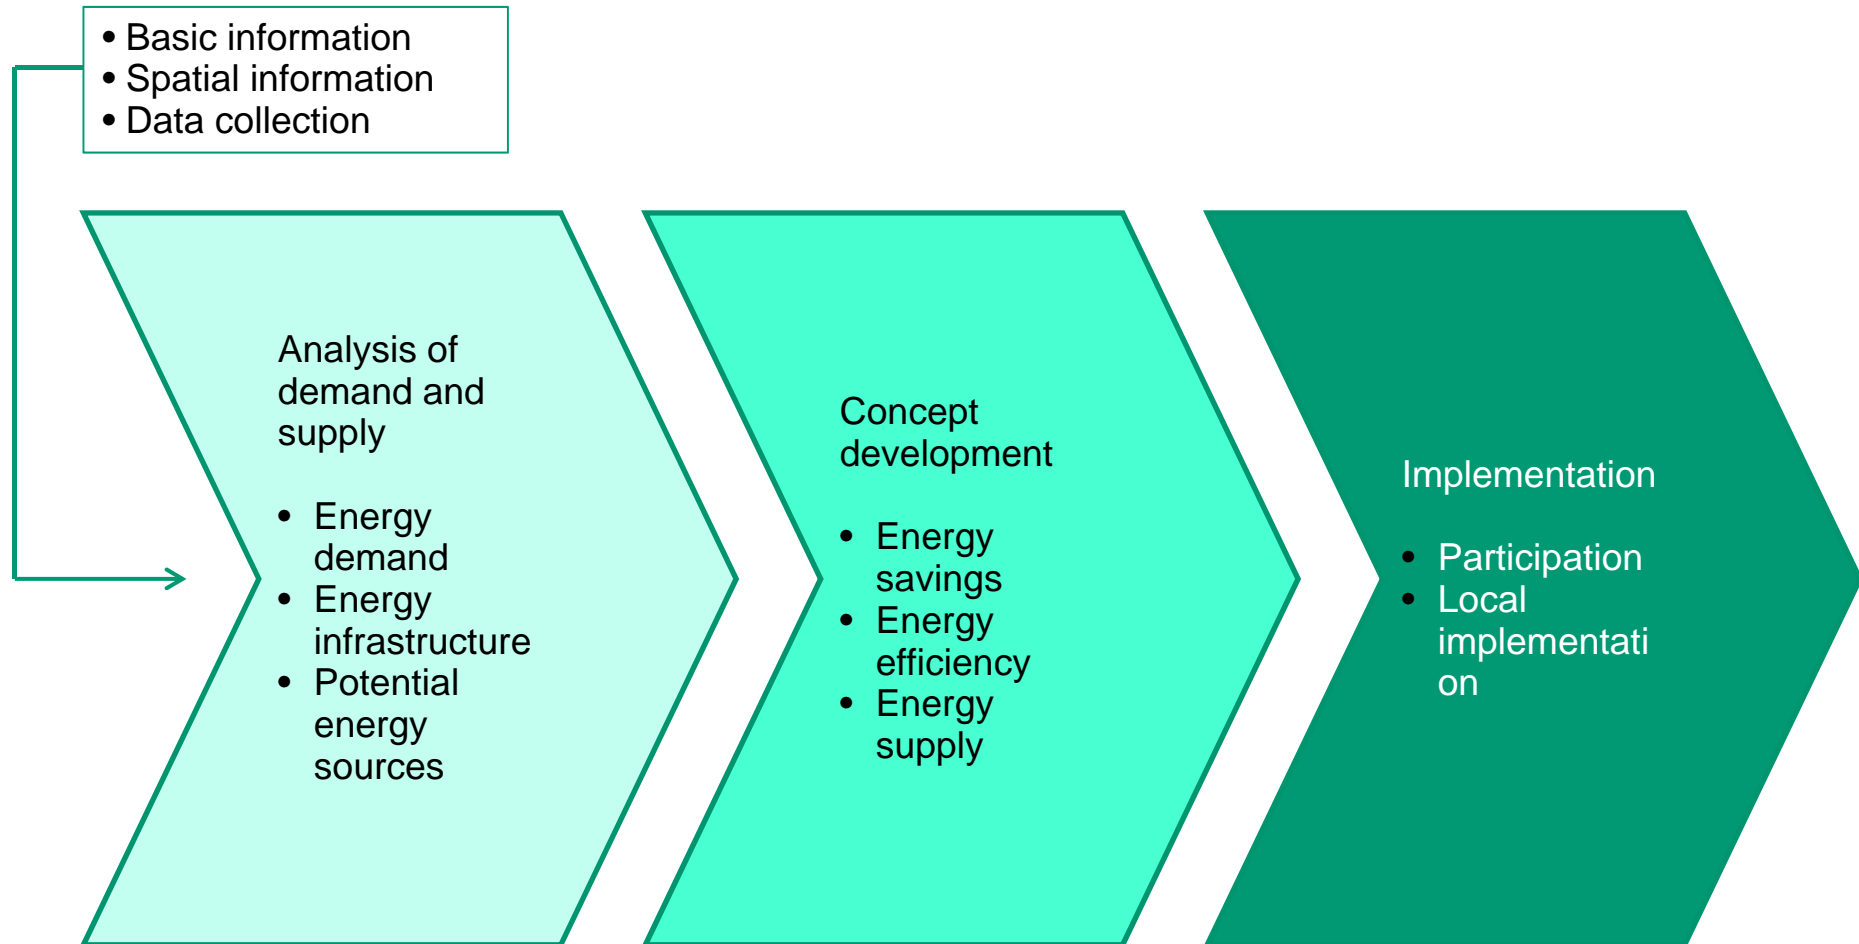 • Basic information
• Spatial information
• Data collection
Analysis of
demand and
supply
• Energy
demand
• Energy
infrastructure
• Potential
energy
sources
Concept
development
• Energy
savings
• Energy
efficiency
• Energy
supply
Implementation
• Participation
• Local
implementati
on